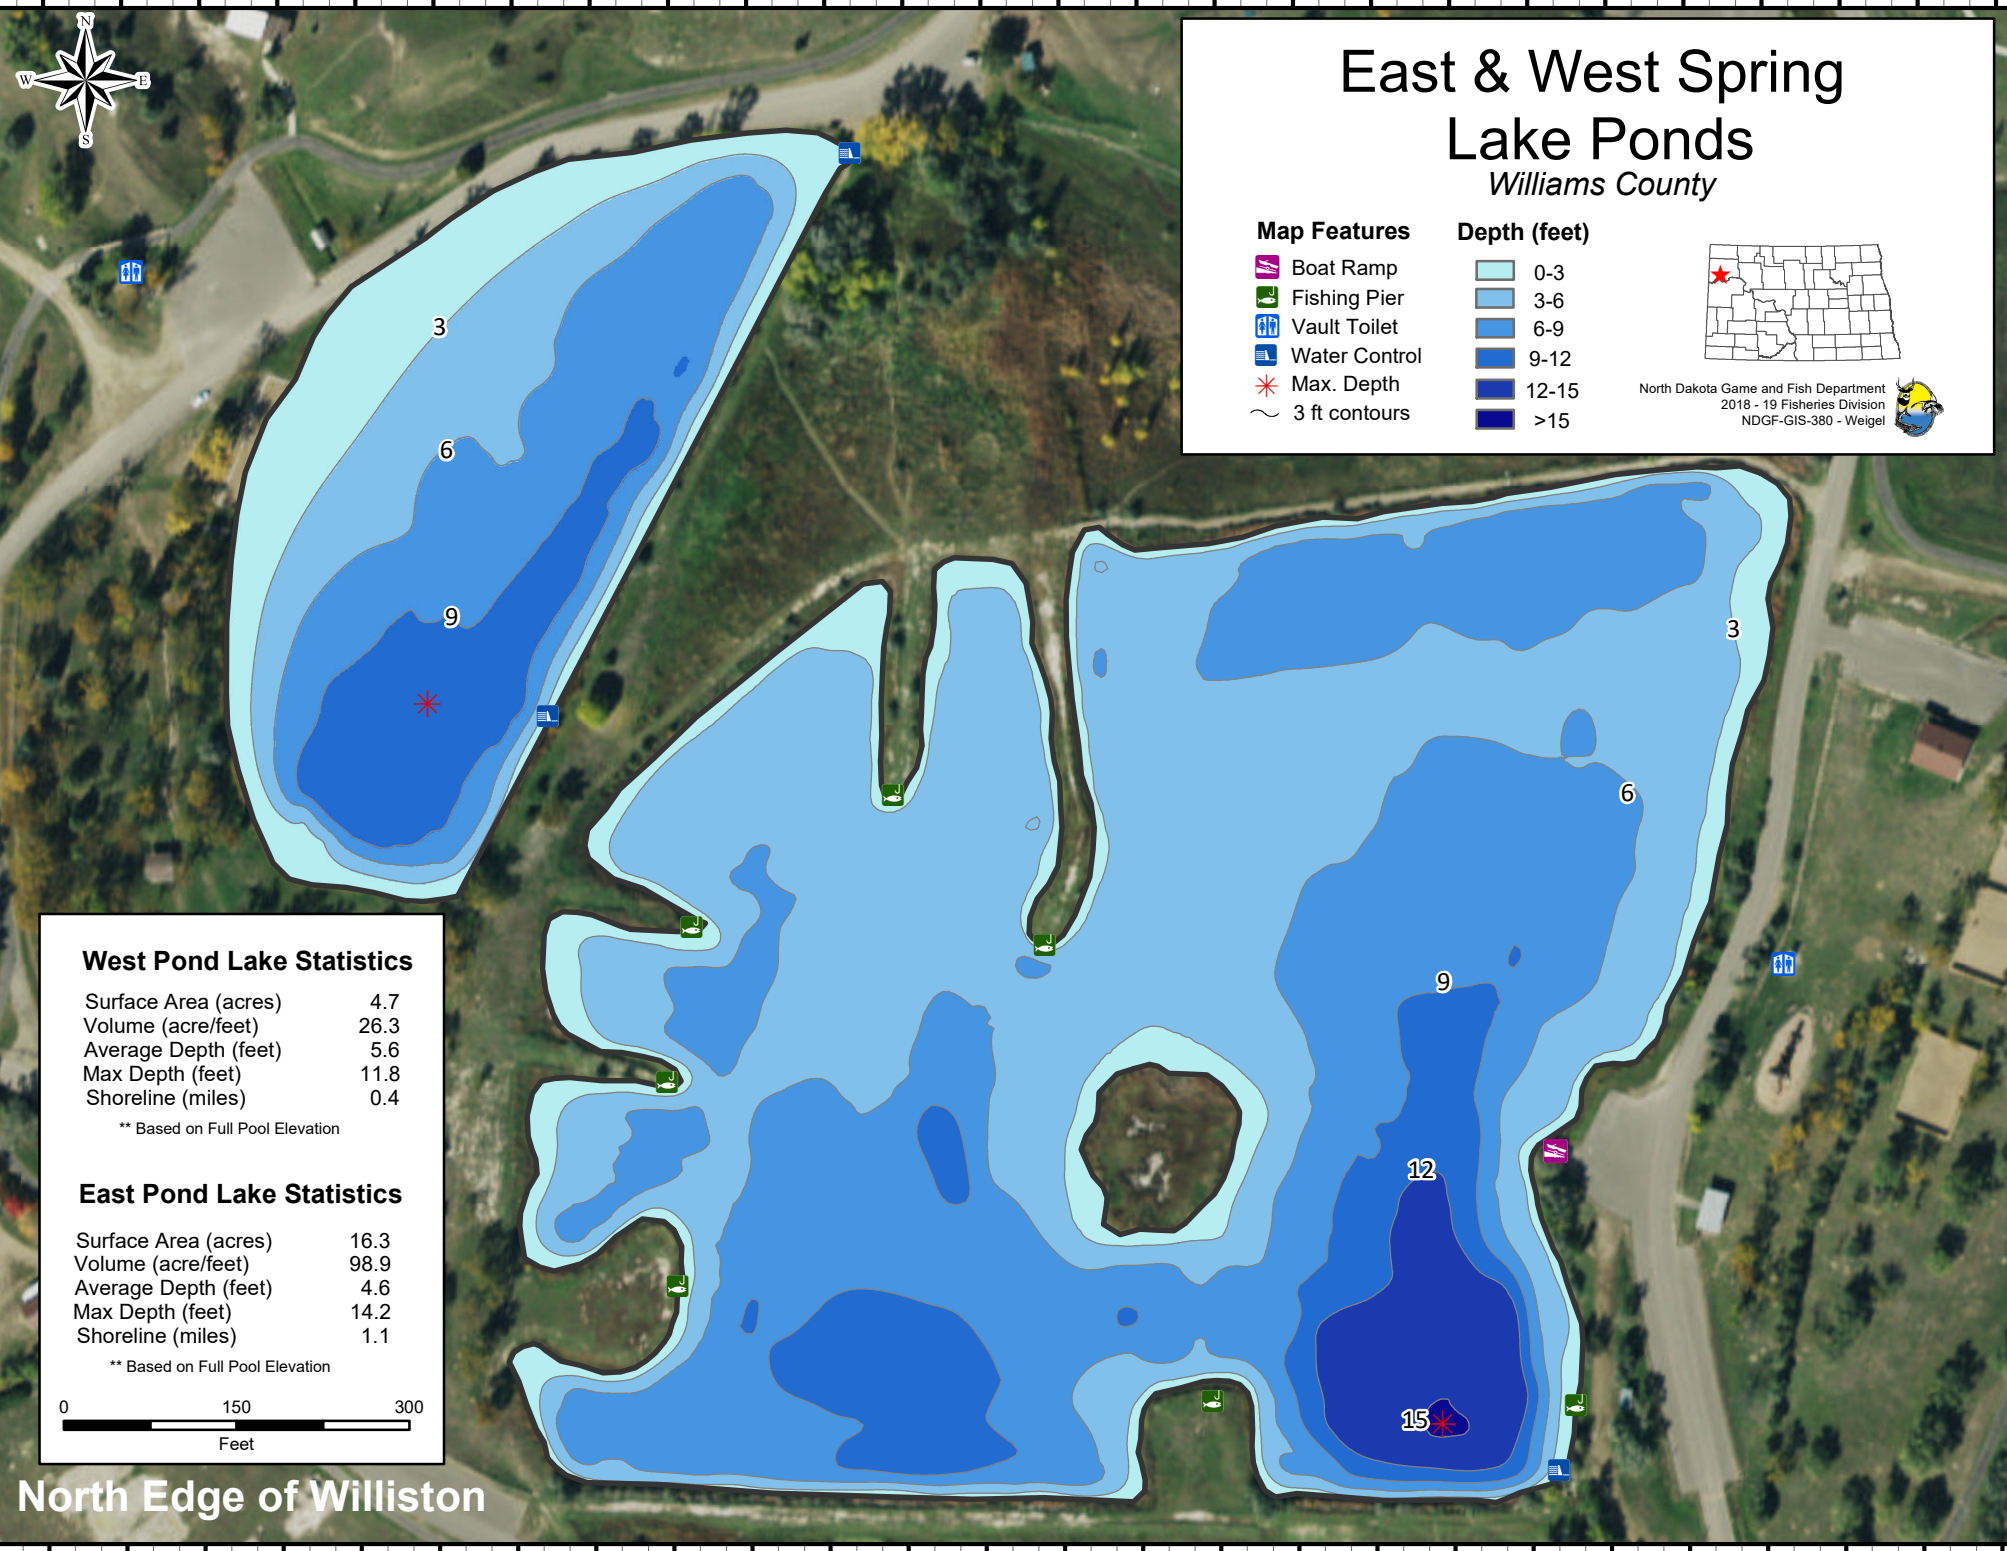 N
W E
S
East & West Spring
Lake Ponds
Williams County
Map Features
Boat Ramp
Fishing Pier
Vault Toilet
Water Control
Max. Depth
3 ft contours
Depth (feet)
0-3
3-6
6-9
9-12
12-15
>15
North Dakota Game and Fish Department
2018 - 19 Fisheries Division
NDGF-GIS-380 - Weigel
3
6
9
3
6
9
12
15
West Pond Lake Statistics
Surface Area (acres) 4.7
Volume (acre/feet) 26.3
Average Depth (feet) 5.6
Max Depth (feet) 11.8
Shoreline (miles) 0.4
** Based on Full Pool Elevation
East Pond Lake Statistics
Surface Area (acres) 16.3
Volume (acre/feet) 98.9
Average Depth (feet) 4.6
Max Depth (feet) 14.2
Shoreline (miles) 1.1
** Based on Full Pool Elevation
0 150 300
Feet
North Edge of Williston